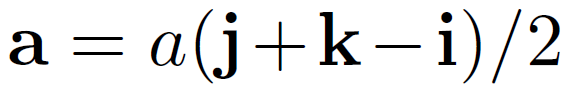 a = a(j+k−i)/2